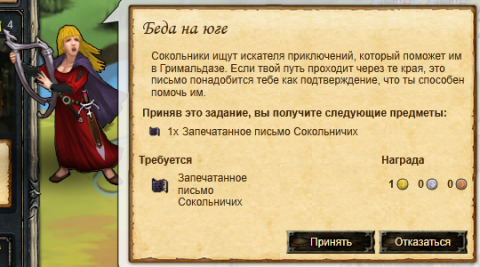 4
Беда на юге
Сокольники ищут искателя приключений, который поможет им
в Гримальдазе. Если твой путь проходит через те края, это
письмо понадобится тебе как подтверждение, что ты способен
помочь им.
Приняв это задание, вы получите следующие предметы:
1x Запечатанное письмо Сокольничих
Требуется
Награда
Запечатанное
письмо
Сокольничих
1 0 0
Принять Отказаться